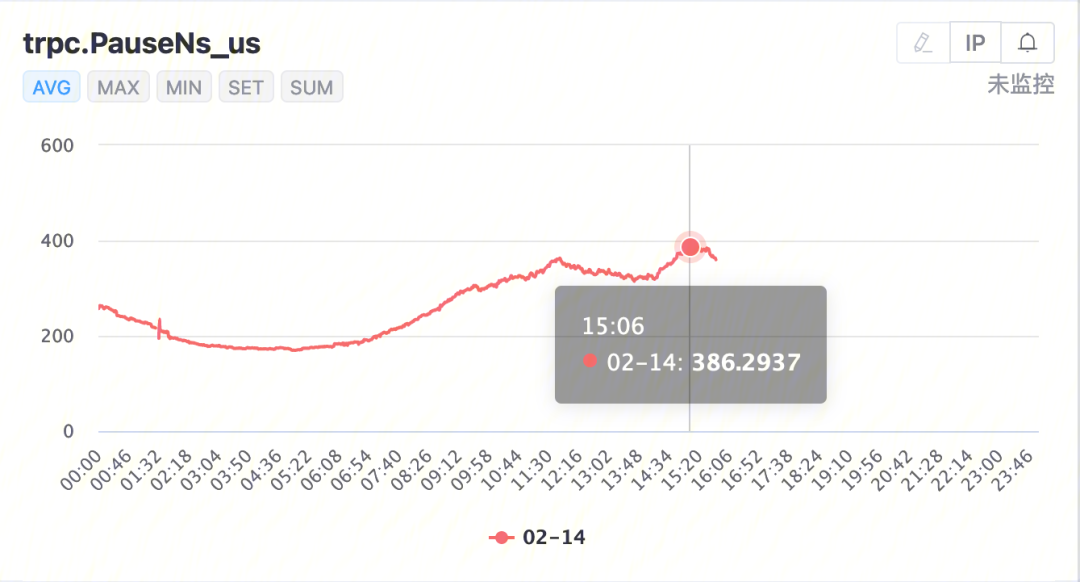 trpc.PauseNs_us
IP
AVG MAX MIN SET SUM
未监控
600
400
200
0
15:06
02-14: 386.2937
00:00 00:46 01:32 02:18 03:04 03:50 04:36 05:22 06:08 06:54 07:40 08:26 09:12 09:58 10:44 11:30 12:16 13:02 13:48 14:34 15:20 16:06 16:52 17:38 18:24 19:10 19:56 20:42 21:28 22:14 23:00 23:46
02-14